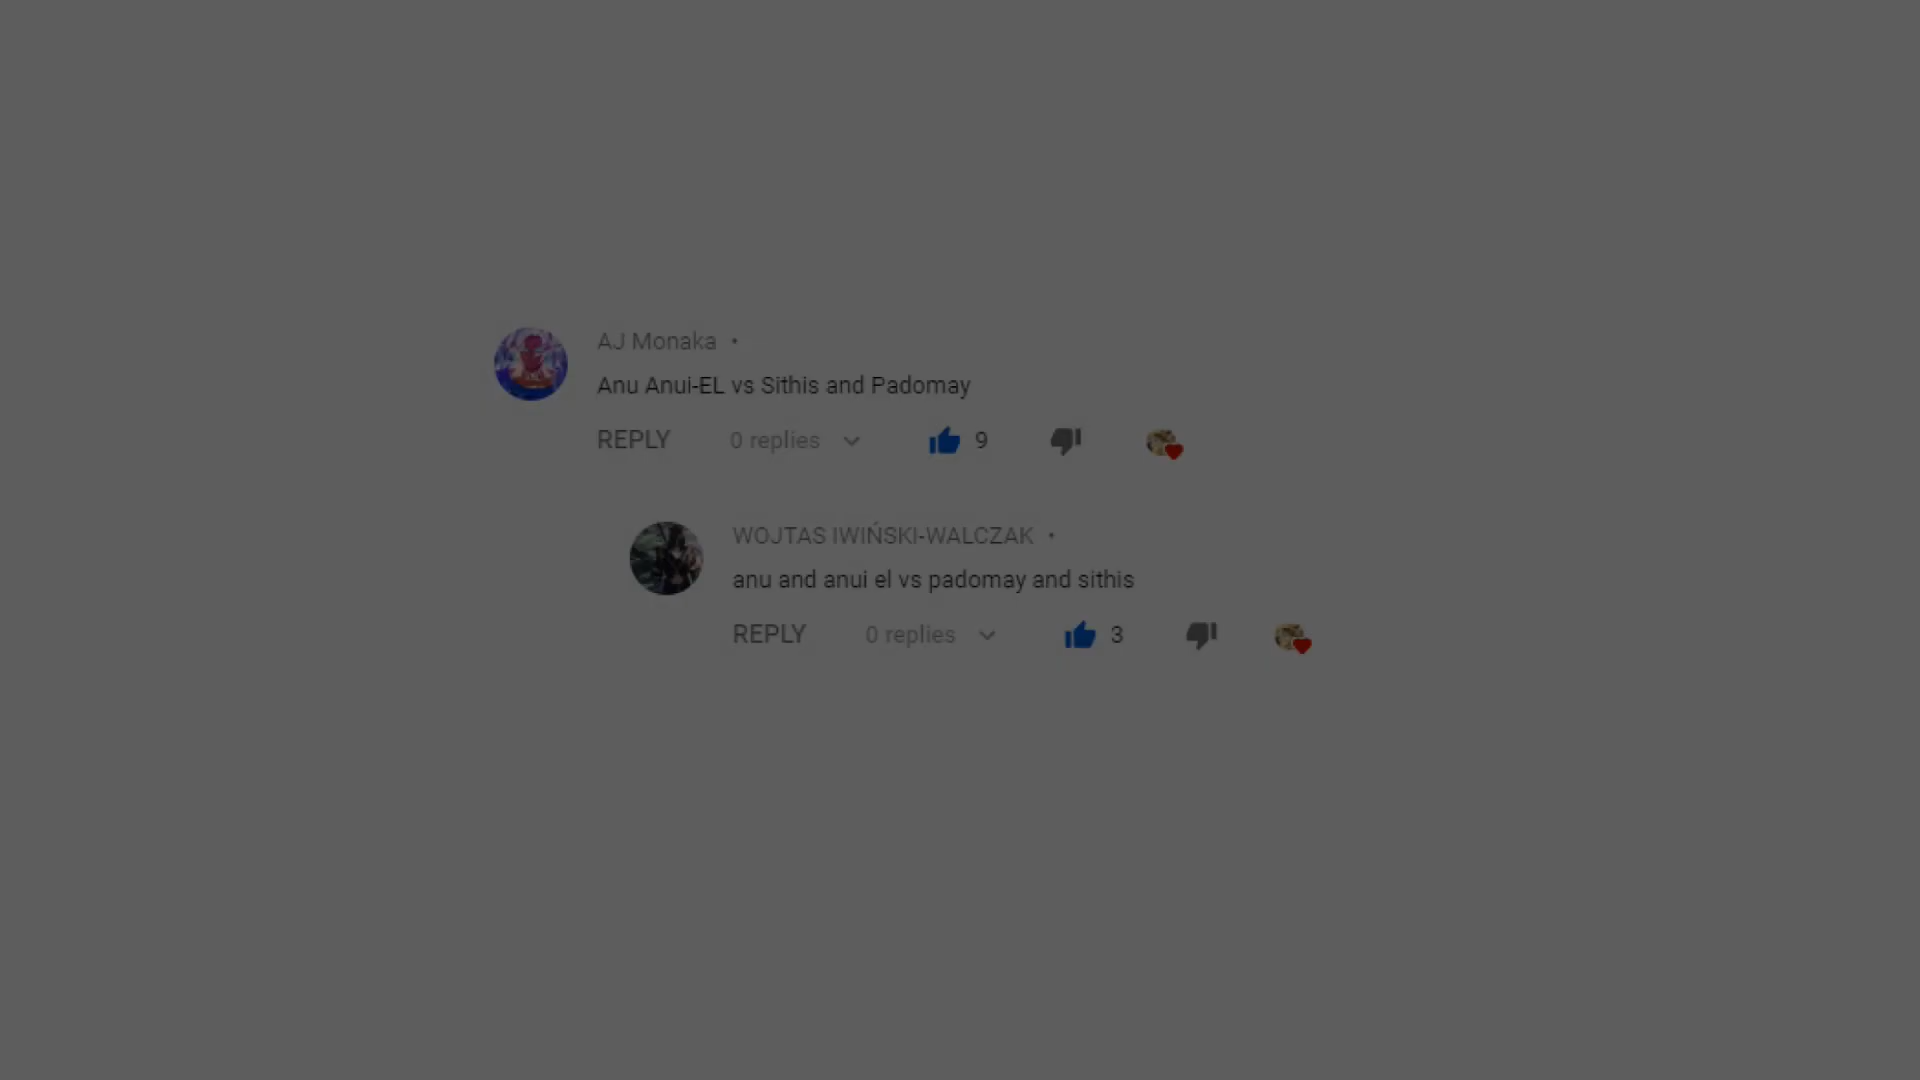 AJ Monaka •
Anu Anui-EL vs Sithis and Padomay
REPLY 0 replies 9
WOJTAS IWIŃSKI-WALCZAK •
anu and anui el vs padomay and sithis
REPLY 0 replies 3